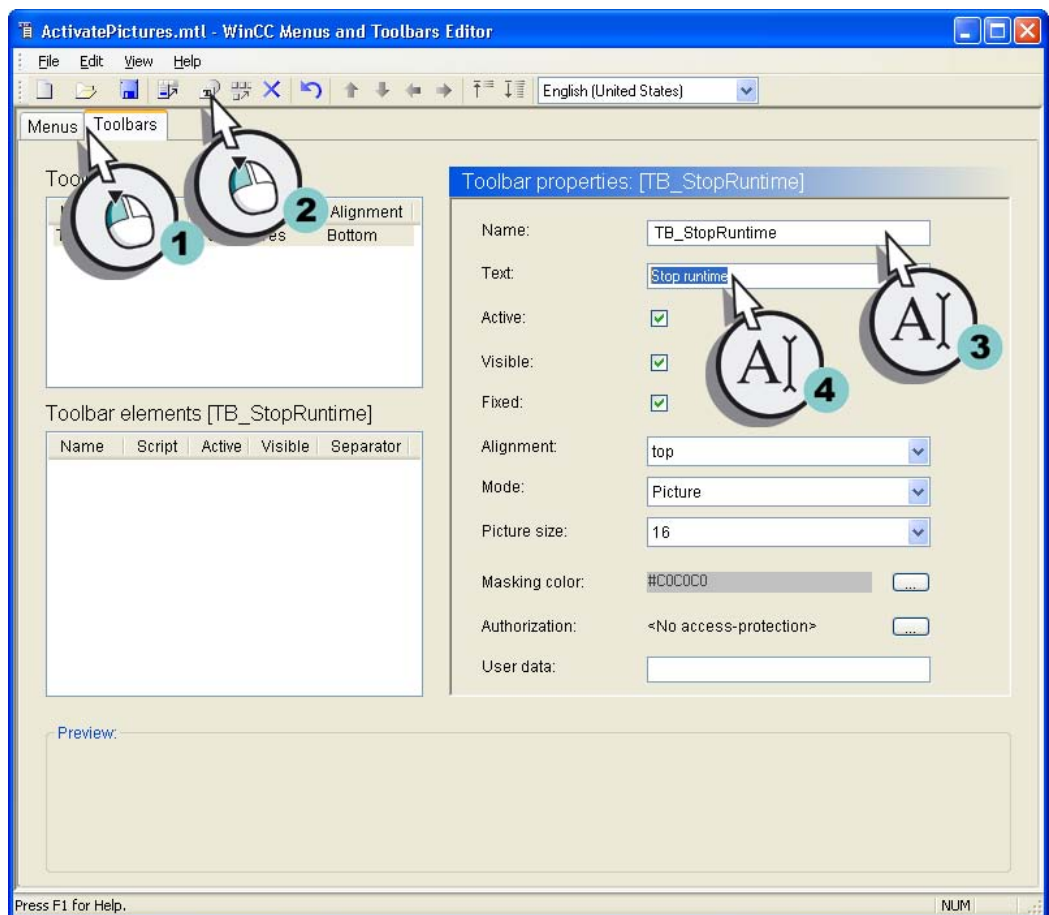 ActivatePictures.mtl - WinCC Menus and Toolbars Editor
File Edit View Help
English (United States)
Menus Toolbars
1
2
Toolbar properties: [TB_StopRuntime]
Alignment
Bottom
Name: TB_StopRuntime
Text: Stop runtime
3
4
Active:
Visible:
Fixed:
Toolbar elements [TB_StopRuntime]
Name Script Active Visible Separator
Alignment: top
Mode: Picture
Picture size: 16
Masking color: #C0C0C0 ...
Authorization: <No access-protection> ...
User data:
Preview:
Press F1 for Help. NUM